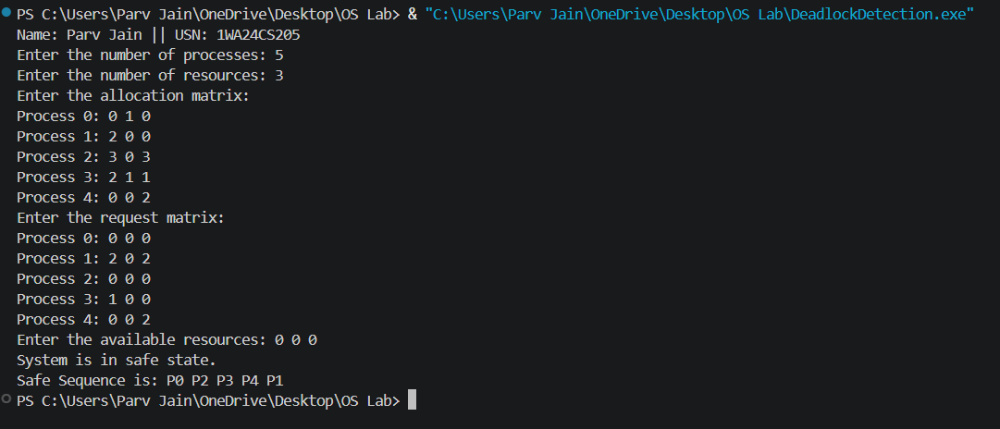 PS C:\Users\Parv Jain\OneDrive\Desktop\OS Lab> & "C:\Users\Parv Jain\OneDrive\Desktop\OS Lab\DeadlockDetection.exe"
Name: Parv Jain || USN: 1WA24CS205
Enter the number of processes: 5
Enter the number of resources: 3
Enter the allocation matrix:
Process 0: 0 1 0
Process 1: 2 0 0
Process 2: 3 0 3
Process 3: 2 1 1
Process 4: 0 0 2
Enter the request matrix:
Process 0: 0 0 0
Process 1: 2 0 2
Process 2: 0 0 0
Process 3: 1 0 0
Process 4: 0 0 2
Enter the available resources: 0 0 0
System is in safe state.
Safe Sequence is: P0 P2 P3 P4 P1
PS C:\Users\Parv Jain\OneDrive\Desktop\OS Lab>